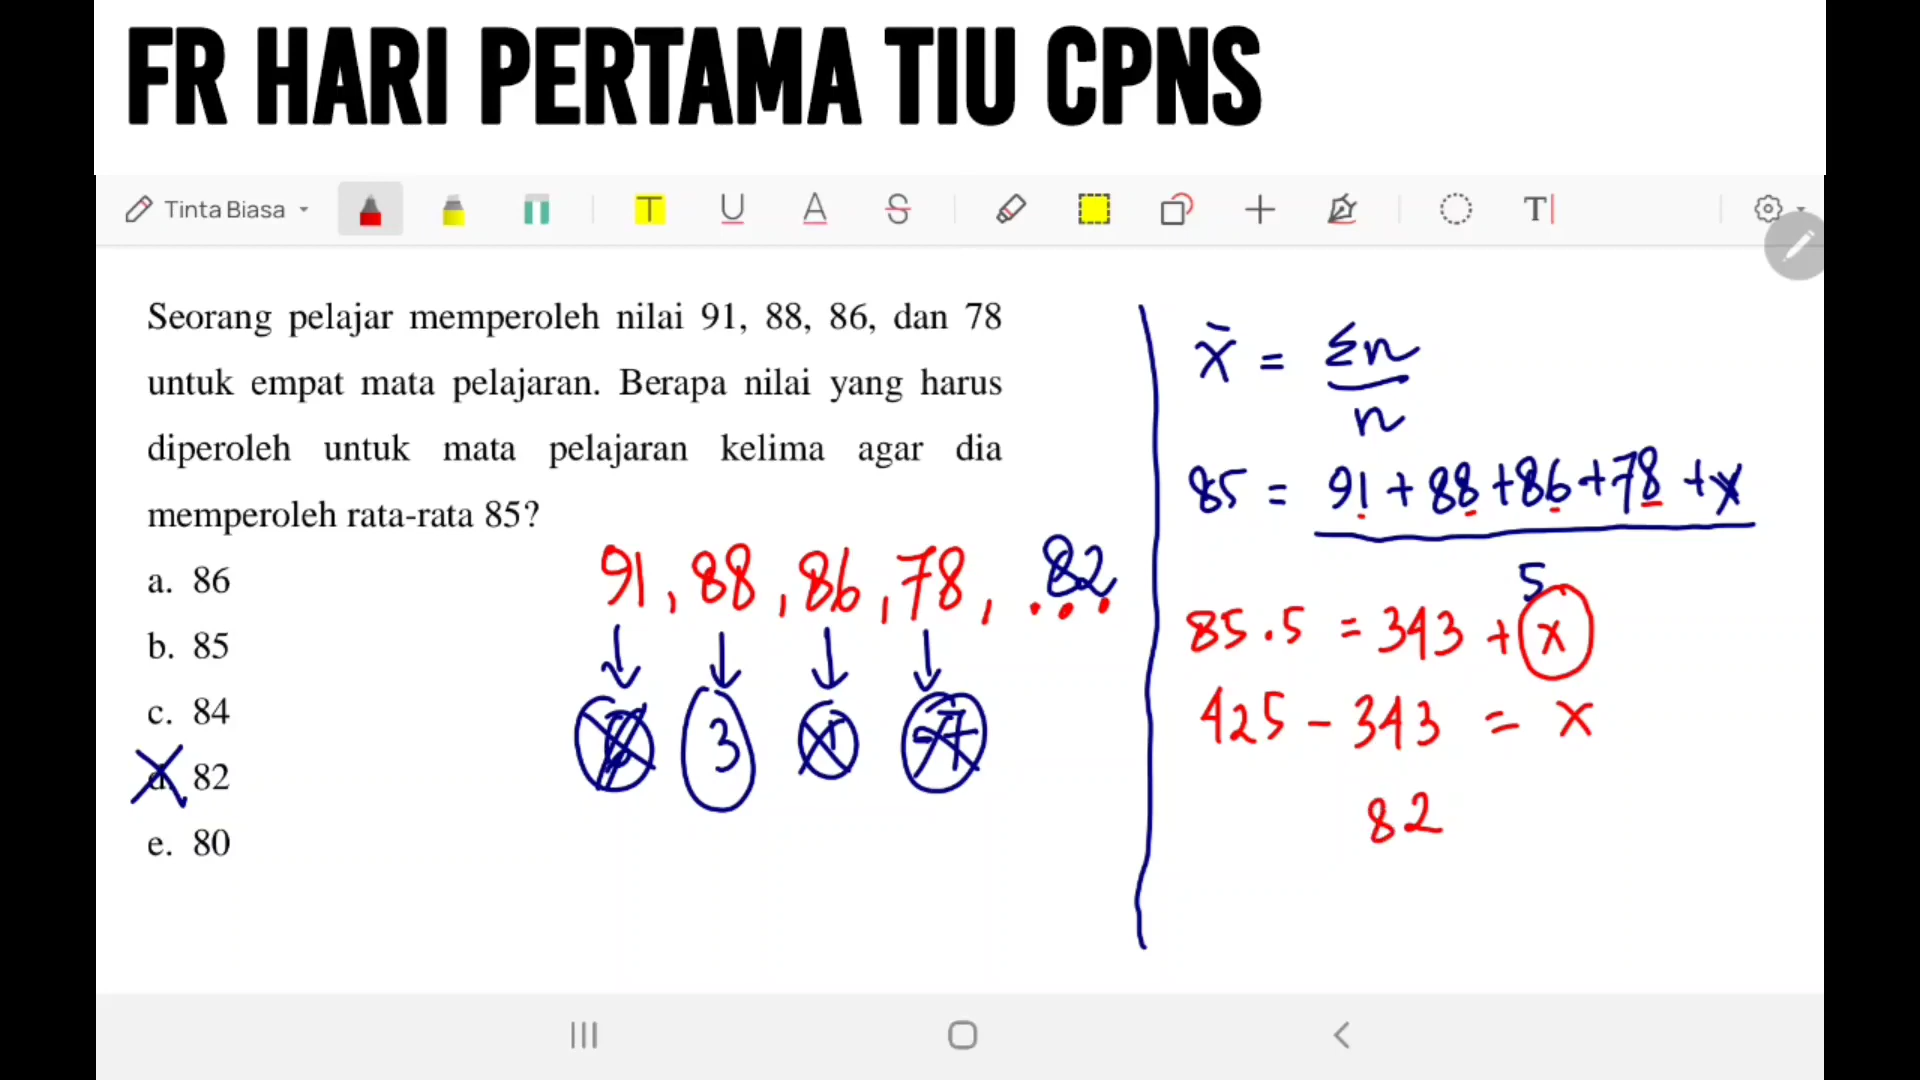 FR HARI PERTAMA TIU CPNS
Tinta Biasa
Seorang pelajar memperoleh nilai 91, 88, 86, dan 78
untuk empat mata pelajaran. Berapa nilai yang harus
diperoleh untuk mata pelajaran kelima agar dia
memperoleh rata-rata 85?
a. 86
b. 85
c. 84
d. 82
e. 80
91, 88, 86, 78, ... 82
3
x̄ = Σn
n
85 = 91 + 88 + 86 + 78 + x
5
85 . 5 = 343 + x
425 - 343 = x
82